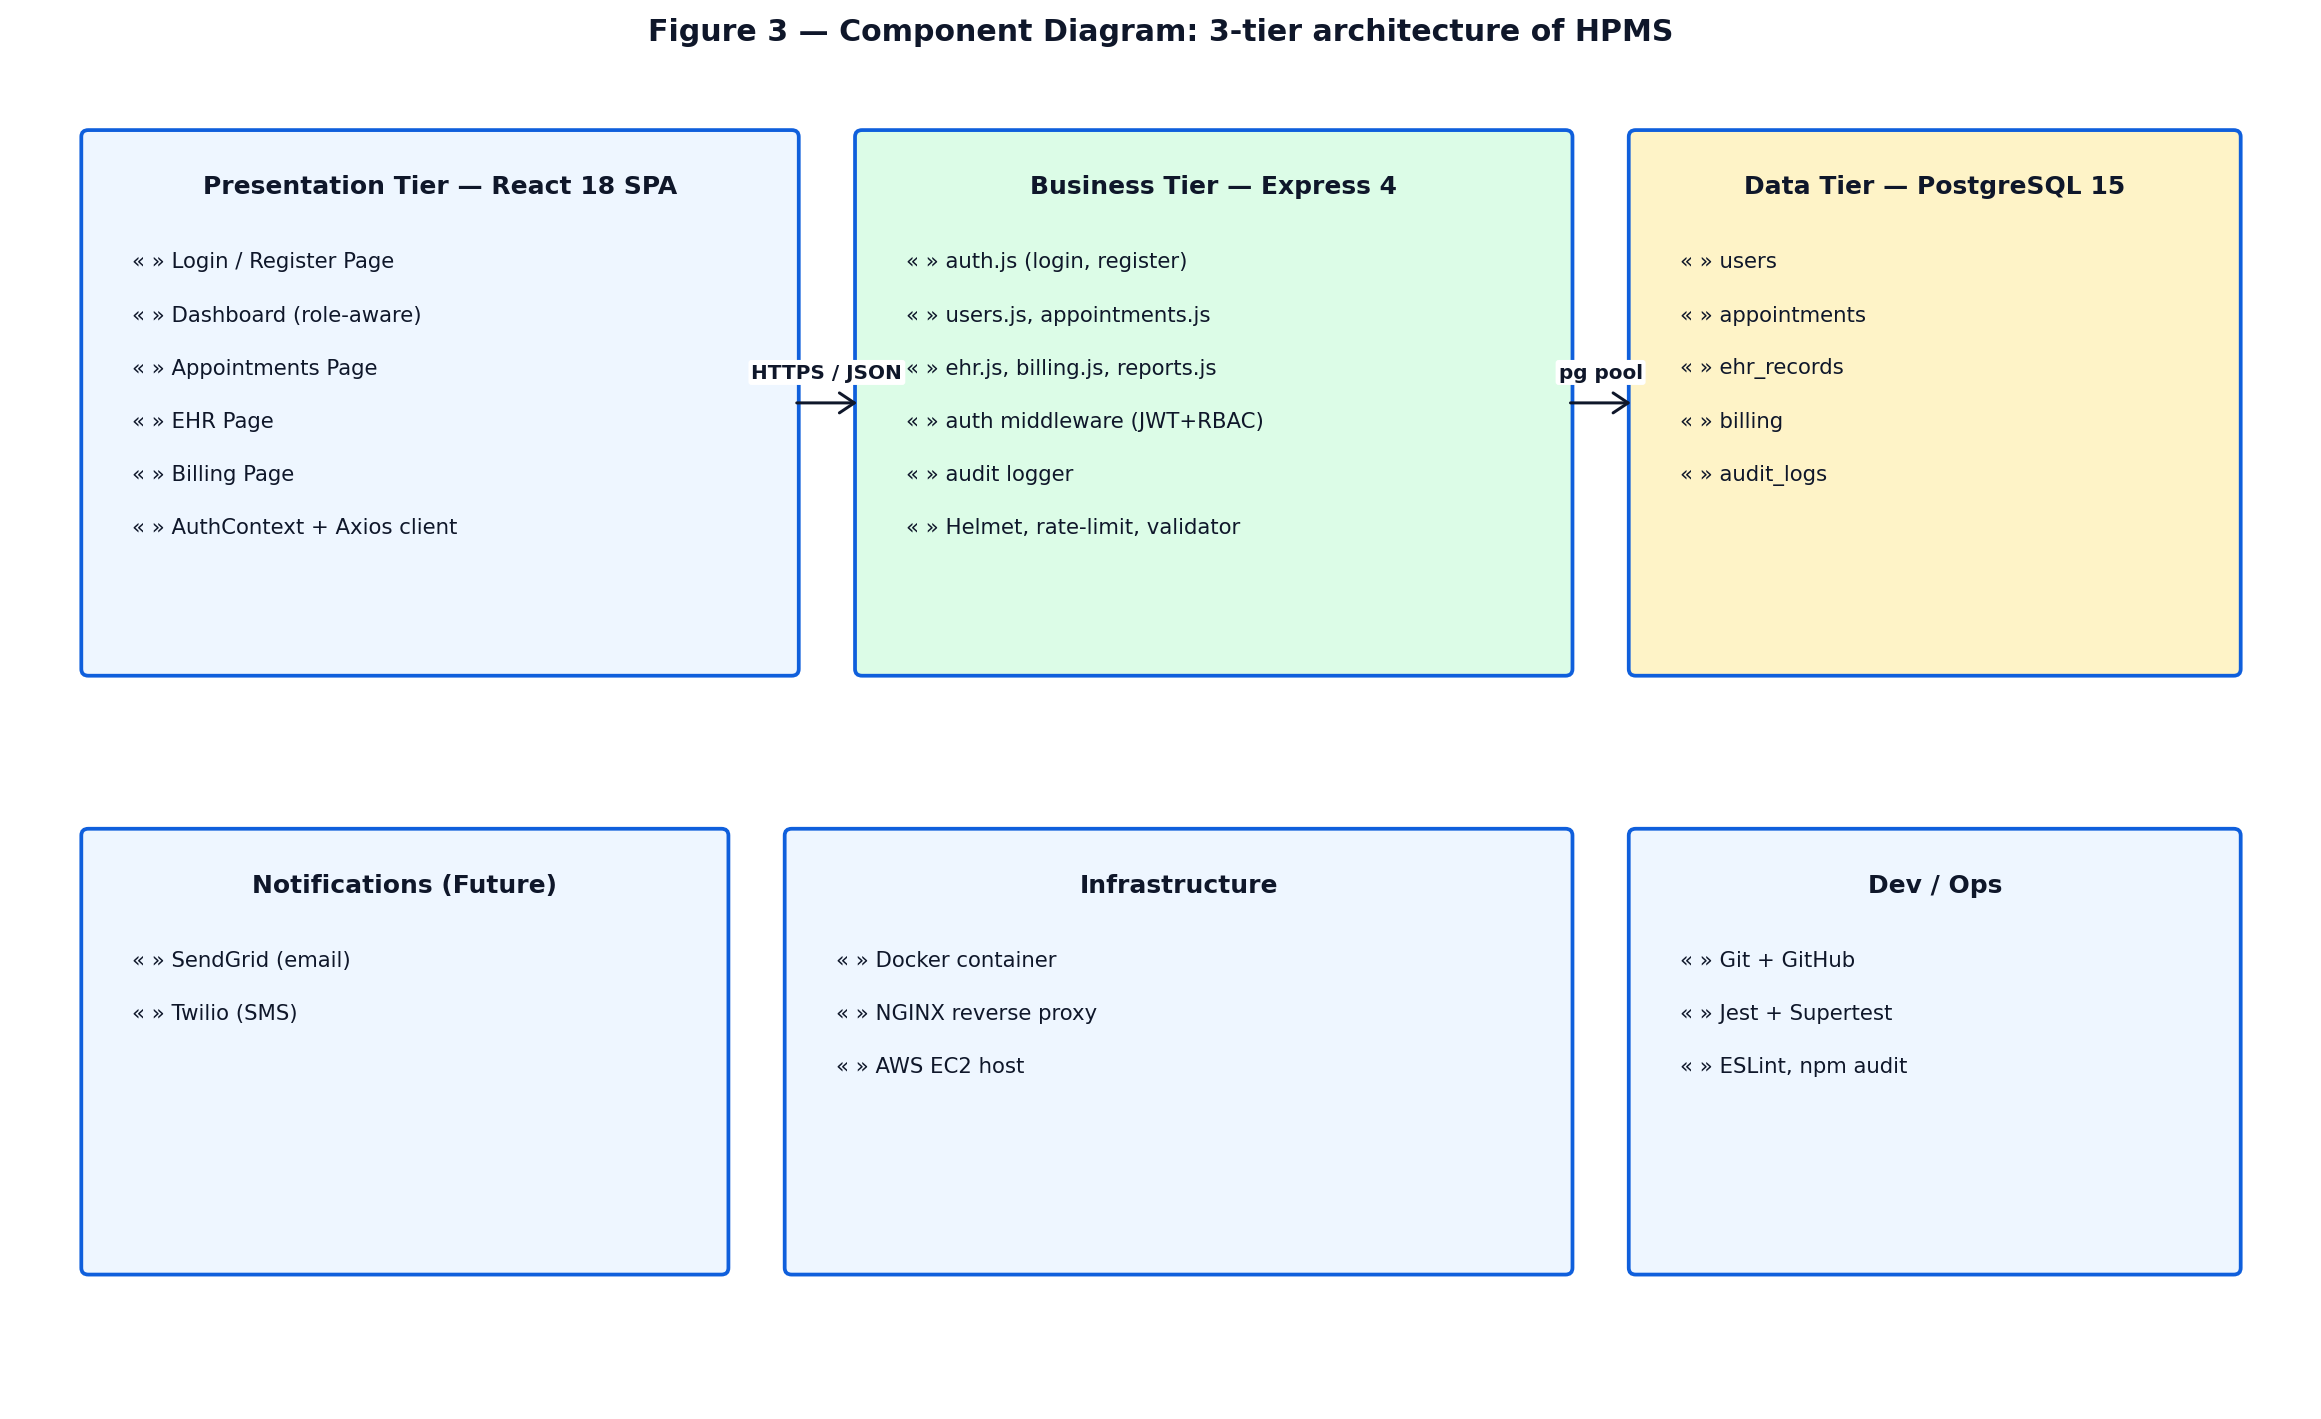 Figure 3 — Component Diagram: 3-tier architecture of HPMS
Presentation Tier — React 18 SPA
« » Login / Register Page
« » Dashboard (role-aware)
« » Appointments Page
« » EHR Page
« » Billing Page
« » AuthContext + Axios client
HTTPS / JSON
Business Tier — Express 4
« » auth.js (login, register)
« » users.js, appointments.js
« » ehr.js, billing.js, reports.js
« » auth middleware (JWT+RBAC)
« » audit logger
« » Helmet, rate-limit, validator
pg pool
Data Tier — PostgreSQL 15
« » users
« » appointments
« » ehr_records
« » billing
« » audit_logs
Notifications (Future)
« » SendGrid (email)
« » Twilio (SMS)
Infrastructure
« » Docker container
« » NGINX reverse proxy
« » AWS EC2 host
Dev / Ops
« » Git + GitHub
« » Jest + Supertest
« » ESLint, npm audit